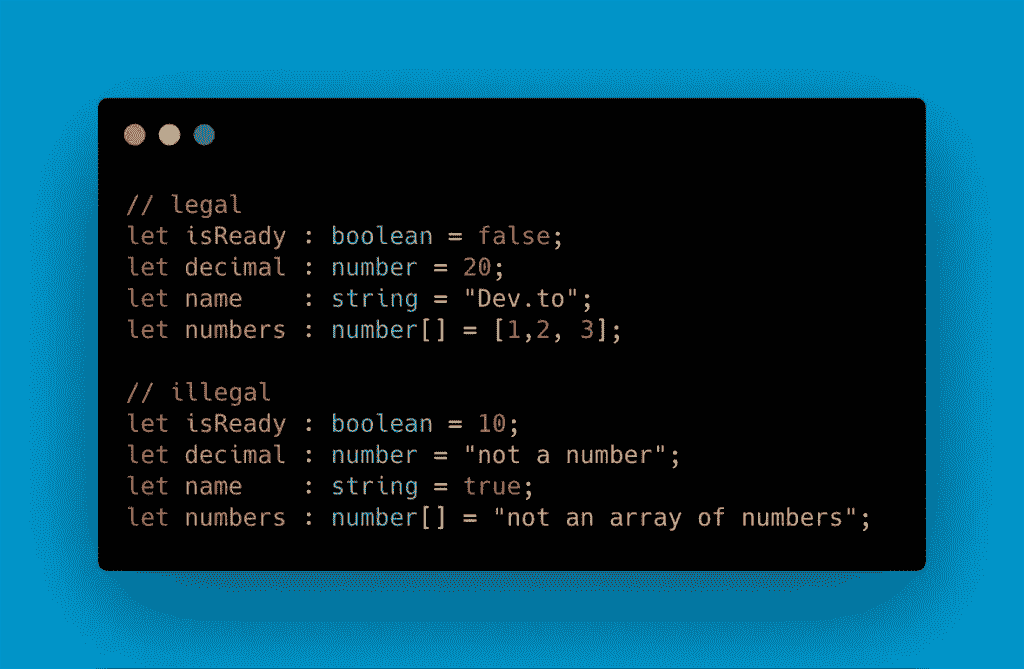 // legal
let isReady : boolean = false;
let decimal : number = 20;
let name    : string = "Dev.to";
let numbers : number[] = [1,2, 3];
// illegal
let isReady : boolean = 10;
let decimal : number = "not a number";
let name    : string = true;
let numbers : number[] = "not an array of numbers";